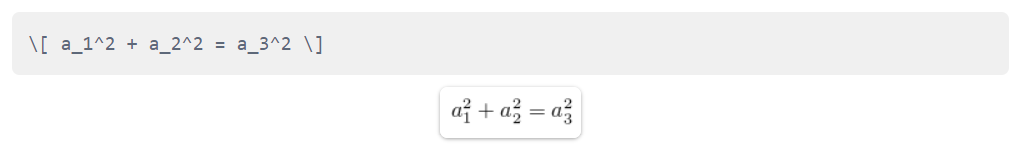 \[ a_1^2 + a_2^2 = a_3^2 \]
a₁² + a₂² = a₃²